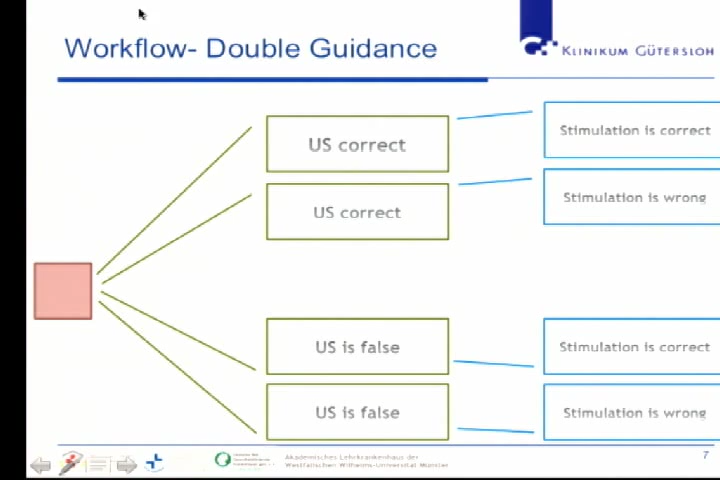 Workflow- Double Guidance
KLINIKUM GÜTERSLOH
US correct
Stimulation is correct
US correct
Stimulation is wrong
US is false
Stimulation is correct
US is false
Stimulation is wrong
Akademisches Lehrkrankenhaus der
Westfälischen Wilhelms-Universität Münster
7